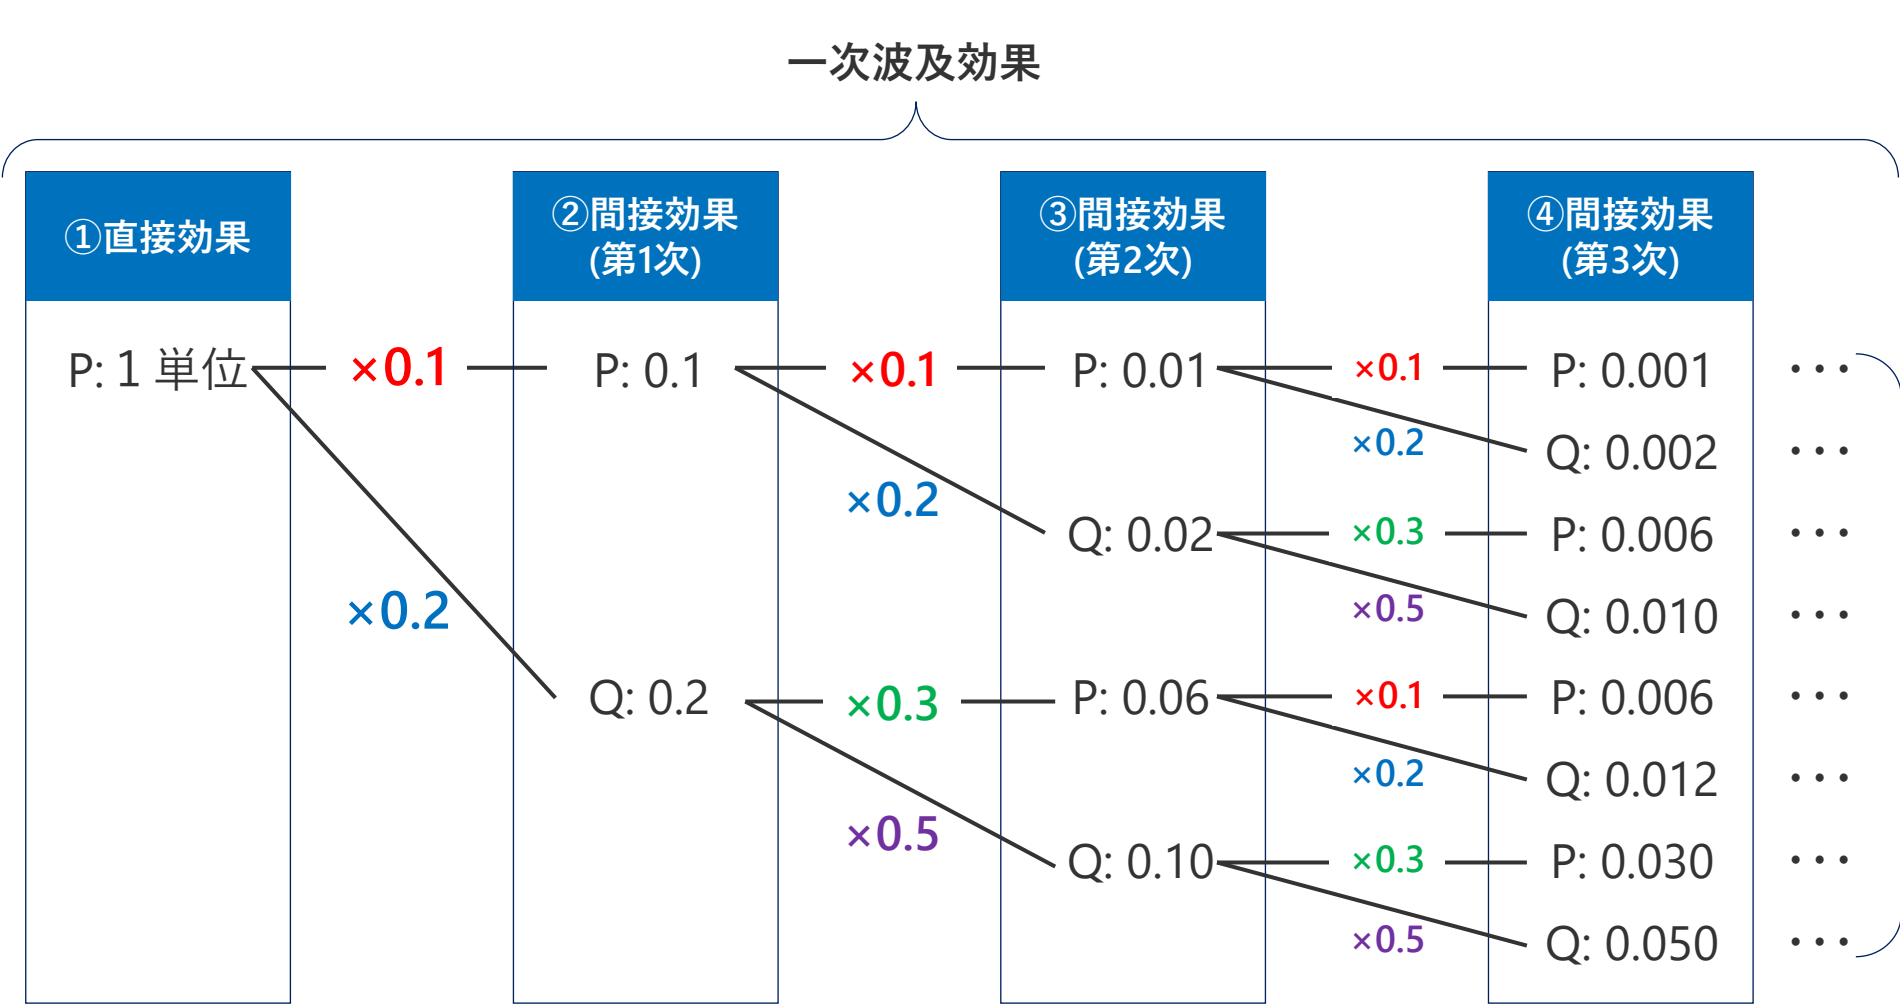 一次波及効果
①直接効果
②間接効果
(第1次)
③間接効果
(第2次)
④間接効果
(第3次)
P: 1 単位
×0.1
P: 0.1
×0.1
P: 0.01
×0.1
P: 0.001
・・・
×0.2
Q: 0.002
・・・
×0.2
Q: 0.02
×0.3
P: 0.006
・・・
×0.5
Q: 0.010
・・・
×0.2
Q: 0.2
×0.3
P: 0.06
×0.1
P: 0.006
・・・
×0.2
Q: 0.012
・・・
×0.5
Q: 0.10
×0.3
P: 0.030
・・・
×0.5
Q: 0.050
・・・